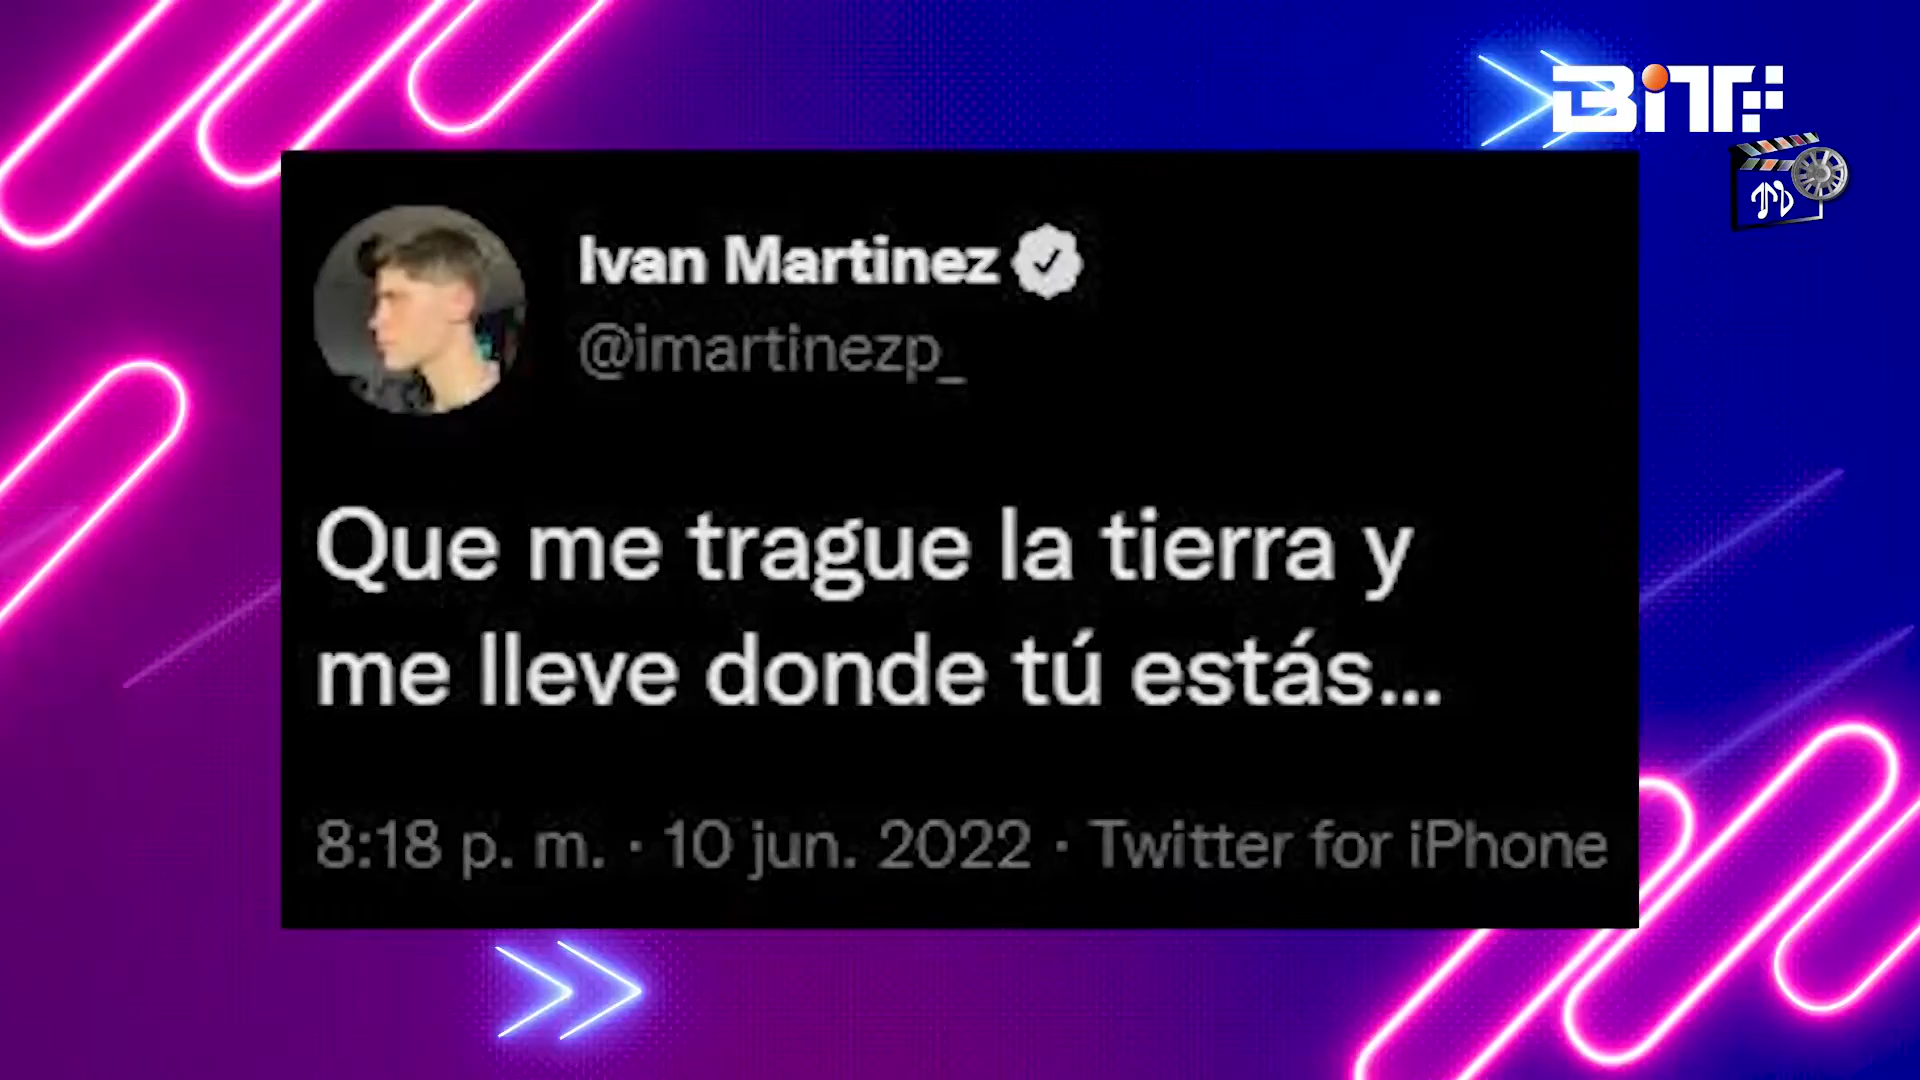 BiT
Ivan Martinez
@imartinezp_
Que me trague la tierra y
me lleve donde tú estás...
8:18 p. m. · 10 jun. 2022 · Twitter for iPhone